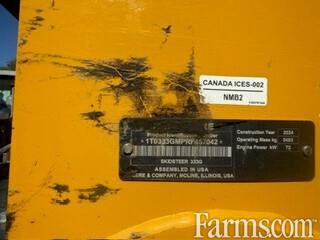 CANADA ICES-002
NMB2
Product Identification Number
Construction Year 2024
Operating Mass kg
Engine Power kW 72
SKIDSTEER 333G
ASSEMBLED IN USA
DEERE & COMPANY, MOLINE, ILLINOIS, USA
Farms.com